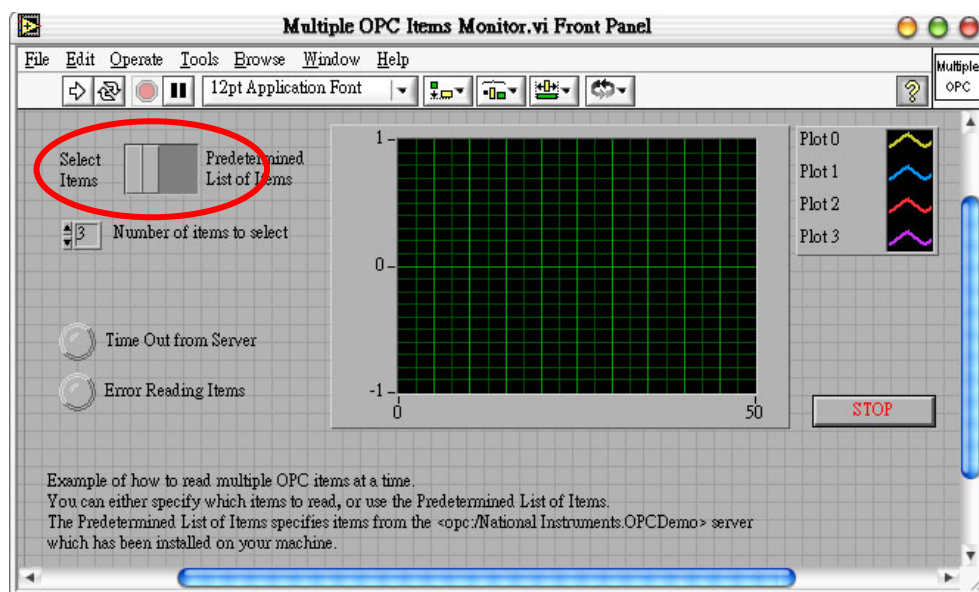 Multiple OPC Items Monitor.vi Front Panel
File Edit Operate Tools Browse Window Help
12pt Application Font
?
Multiple
OPC
Select
Items
Predetermined
List of Items
3 Number of items to select
Time Out from Server
Error Reading Items
1
0
-1
0 50
Plot 0
Plot 1
Plot 2
Plot 3
STOP
Example of how to read multiple OPC items at a time.
You can either specify which items to read, or use the Predetermined List of Items.
The Predetermined List of Items specifies items from the <opc:/National Instruments.OPCDemo> server
which has been installed on your machine.